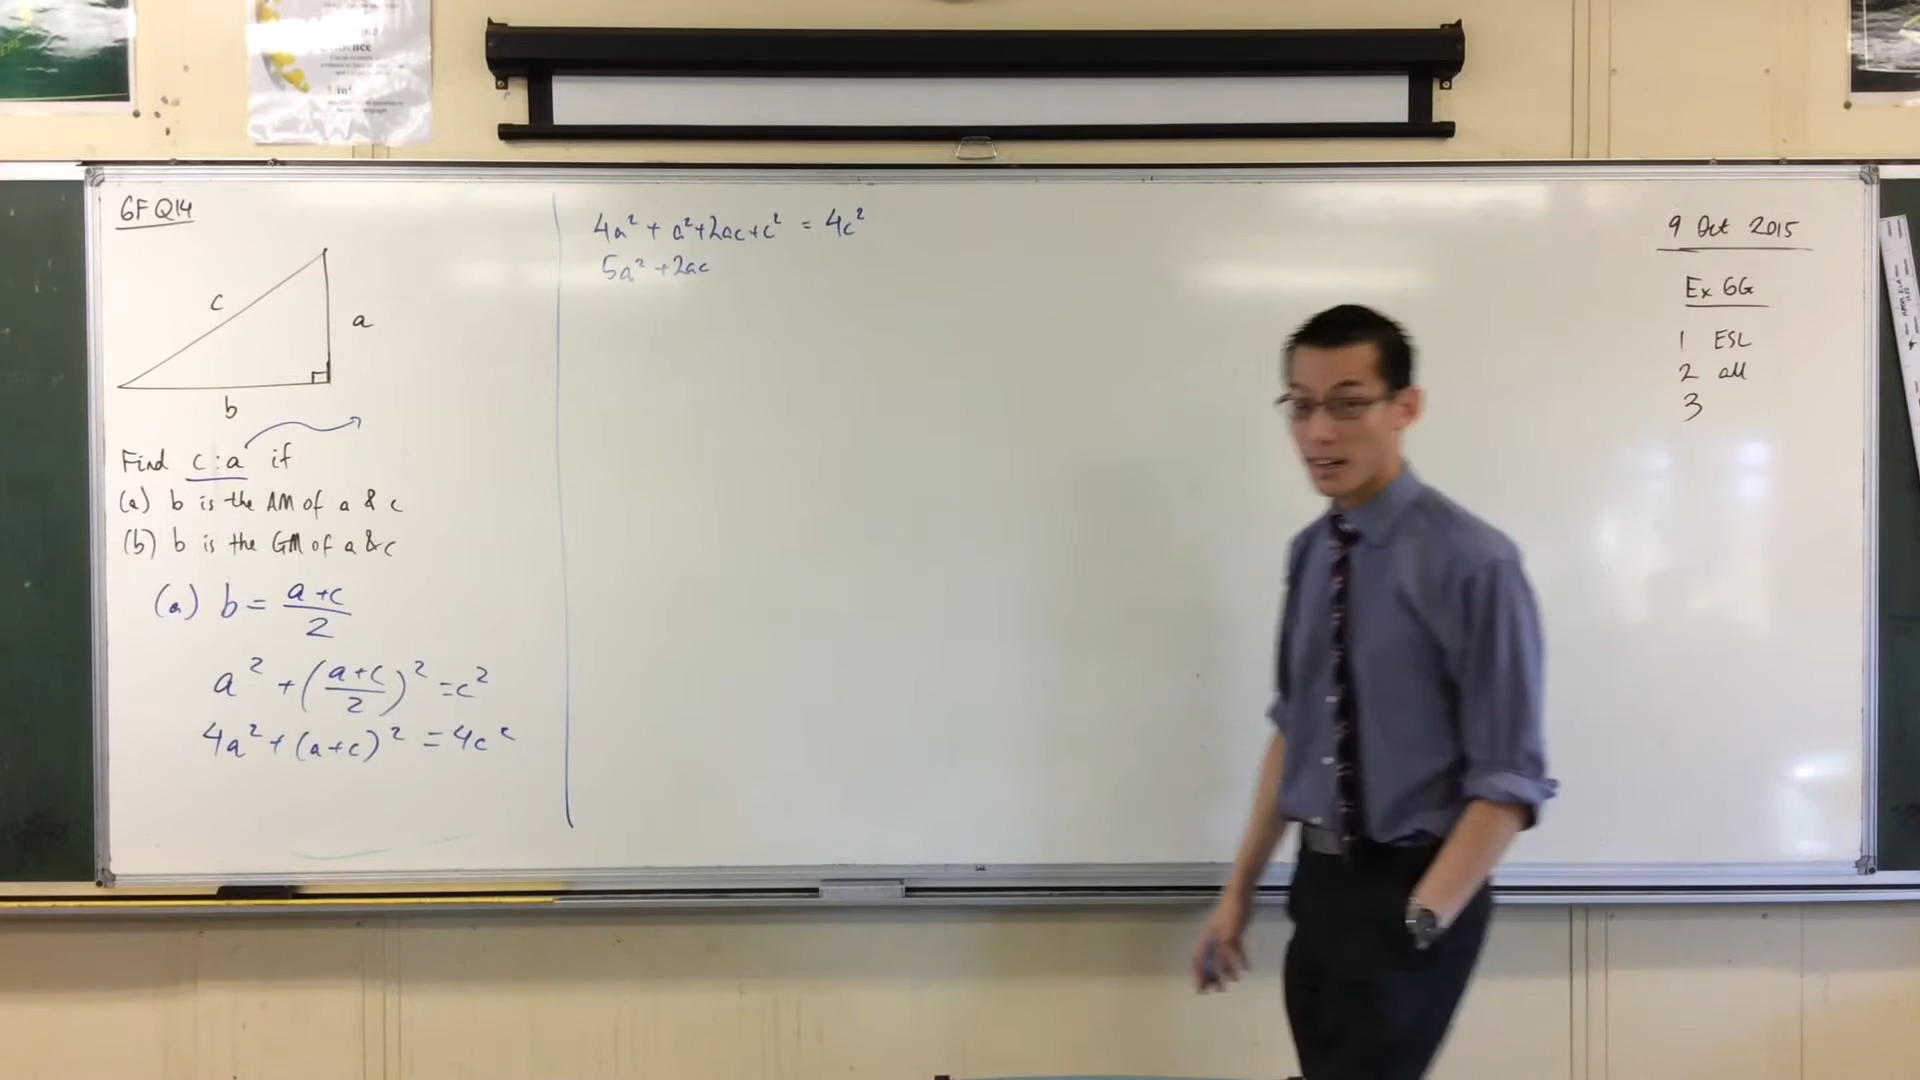 6F Q14
c
a
b
Find c : a if
(a) b is the AM of a & c
(b) b is the GM of a & c
(a) b = a+c/2
a² + (a+c/2)² = c²
4a² + (a+c)² = 4c²
4a² + a² + 2ac + c² = 4c²
5a² + 2ac
9 Oct 2015
Ex 6G
1 ESL
2 all
3